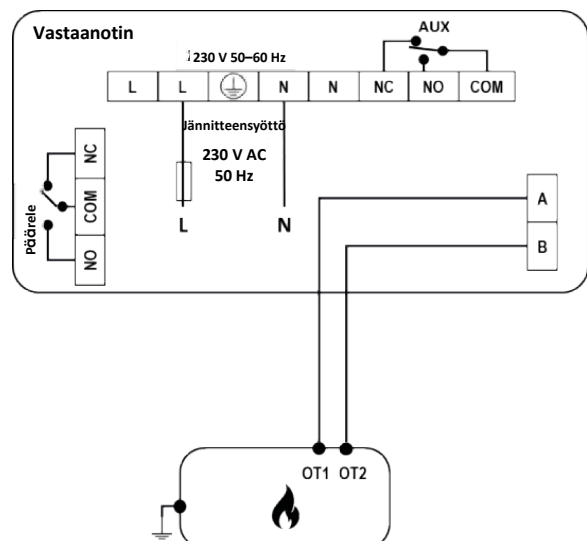 Vastaanotin
AUX
230 V 50–60 Hz
L L N N NC NO COM
Jännitteensyöttö
230 V AC
50 Hz
L N
Päärele
NC
COM
NO
A
B
OT1 OT2